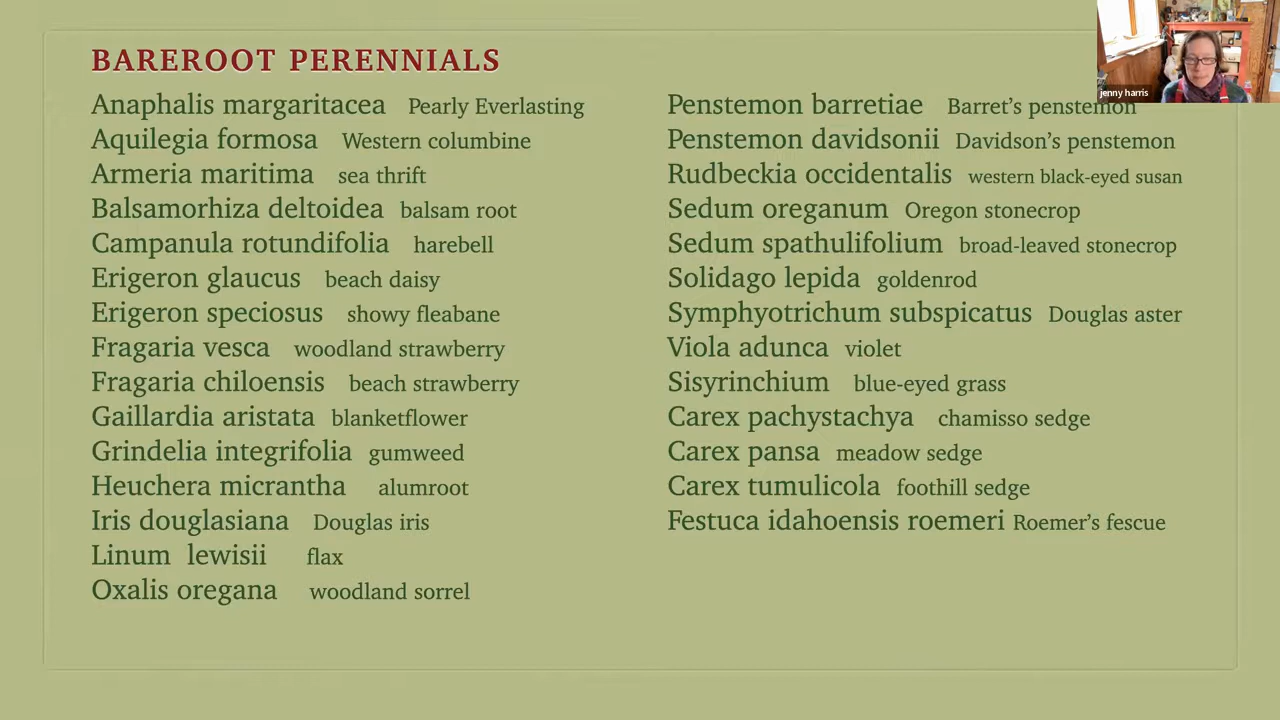 BAREROOT PERENNIALS
Anaphalis margaritacea Pearly Everlasting
Aquilegia formosa Western columbine
Armeria maritima sea thrift
Balsamorhiza deltoidea balsam root
Campanula rotundifolia harebell
Erigeron glaucus beach daisy
Erigeron speciosus showy fleabane
Fragaria vesca woodland strawberry
Fragaria chiloensis beach strawberry
Gaillardia aristata blanketflower
Grindelia integrifolia gumweed
Heuchera micrantha alumroot
Iris douglasiana Douglas iris
Linum lewisii flax
Oxalis oregana woodland sorrel
Penstemon barretiae Barret's penstemon
Penstemon davidsonii Davidson's penstemon
Rudbeckia occidentalis western black-eyed susan
Sedum oreganum Oregon stonecrop
Sedum spathulifolium broad-leaved stonecrop
Solidago lepida goldenrod
Symphyotrichum subspicatus Douglas aster
Viola adunca violet
Sisyrinchium blue-eyed grass
Carex pachystachya chamisso sedge
Carex pansa meadow sedge
Carex tumulicola foothill sedge
Festuca idahoensis roemeri Roemer's fescue
jenny harris